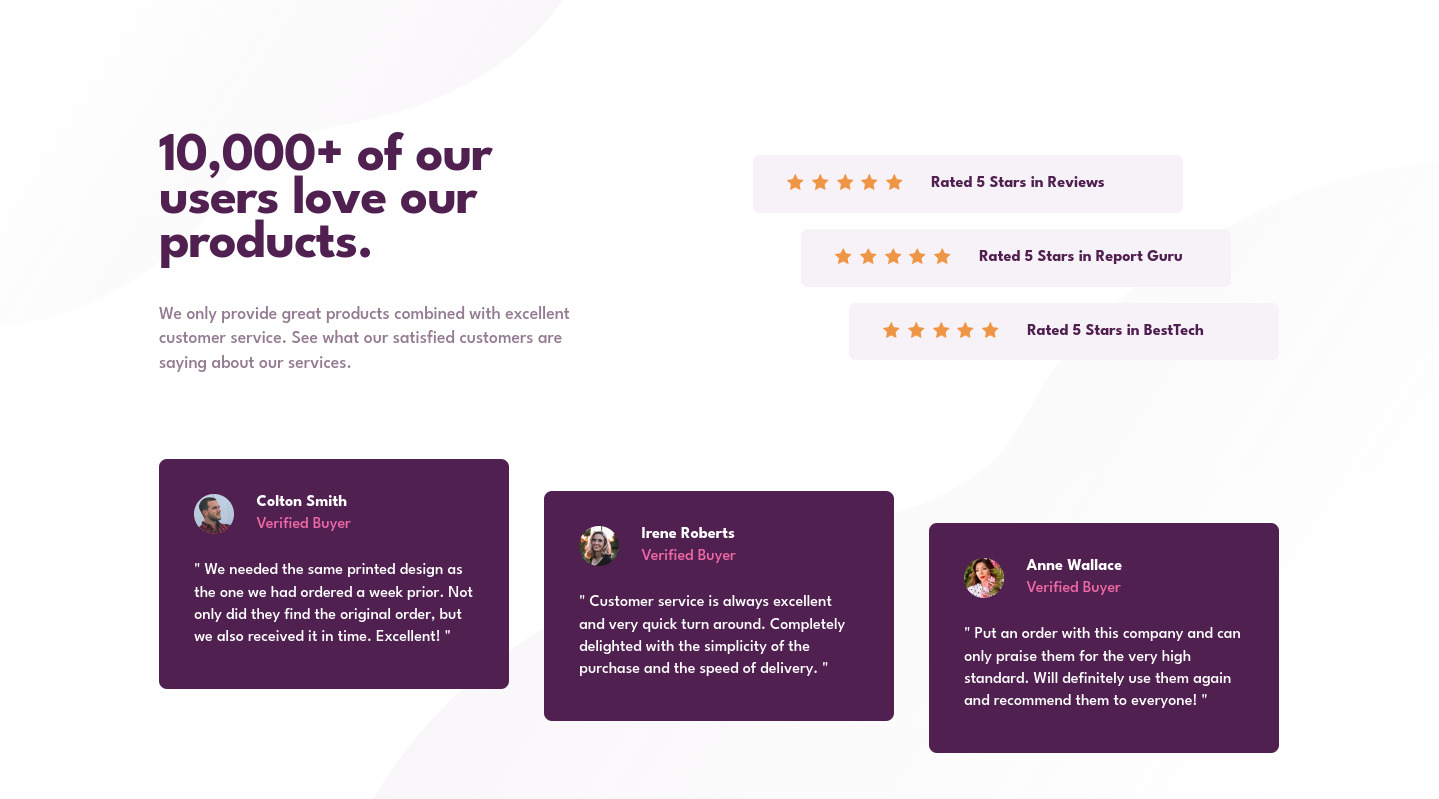 10,000+ of our
users love our
products.
We only provide great products combined with excellent
customer service. See what our satisfied customers are
saying about our services.
Rated 5 Stars in Reviews
Rated 5 Stars in Report Guru
Rated 5 Stars in BestTech
Colton Smith
Verified Buyer
" We needed the same printed design as
the one we had ordered a week prior. Not
only did they find the original order, but
we also received it in time. Excellent! "
Irene Roberts
Verified Buyer
" Customer service is always excellent
and very quick turn around. Completely
delighted with the simplicity of the
purchase and the speed of delivery. "
Anne Wallace
Verified Buyer
" Put an order with this company and can
only praise them for the very high
standard. Will definitely use them again
and recommend them to everyone! "